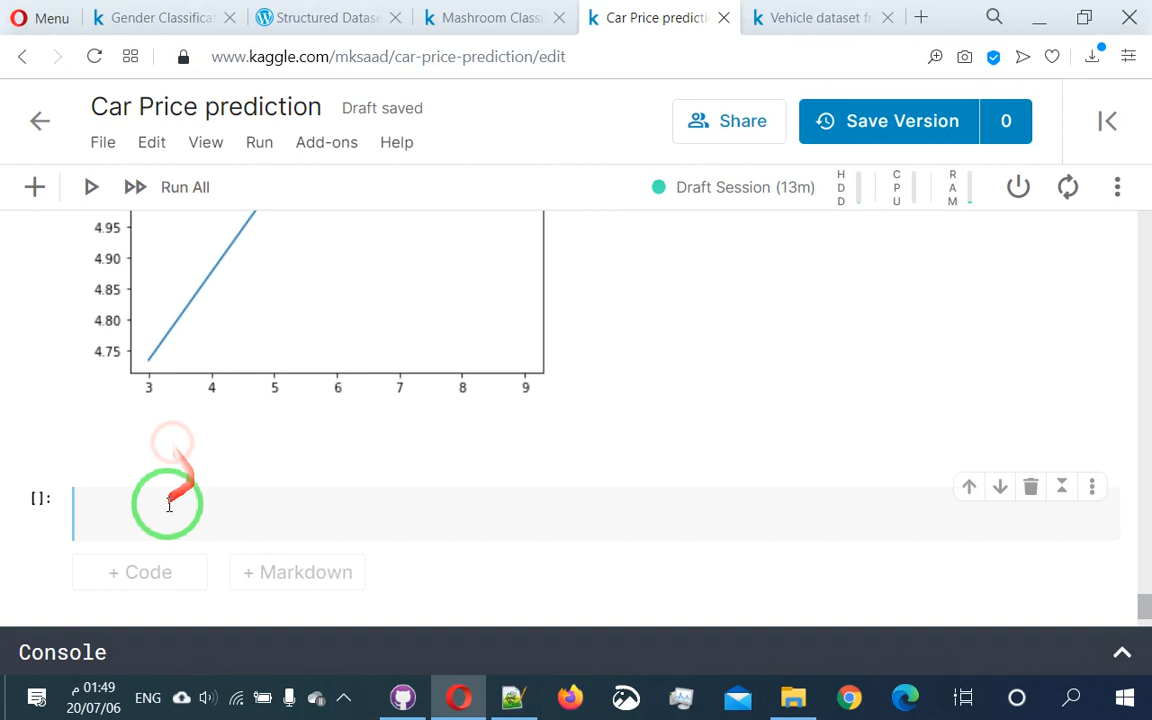 Menu
Gender Classificat
Structured Datase
Mashroom Classi
Car Price predicti
Vehicle dataset fr
www.kaggle.com/mksaad/car-price-prediction/edit
Car Price prediction
Draft saved
File
Edit
View
Run
Add-ons
Help
Share
Save Version
0
Run All
Draft Session (13m)
HDD
CPU
RAM
4.95
4.90
4.85
4.80
4.75
3 4 5 6 7 8 9
[]:
+ Code
+ Markdown
Console
01:49 م
20/07/06
ENG